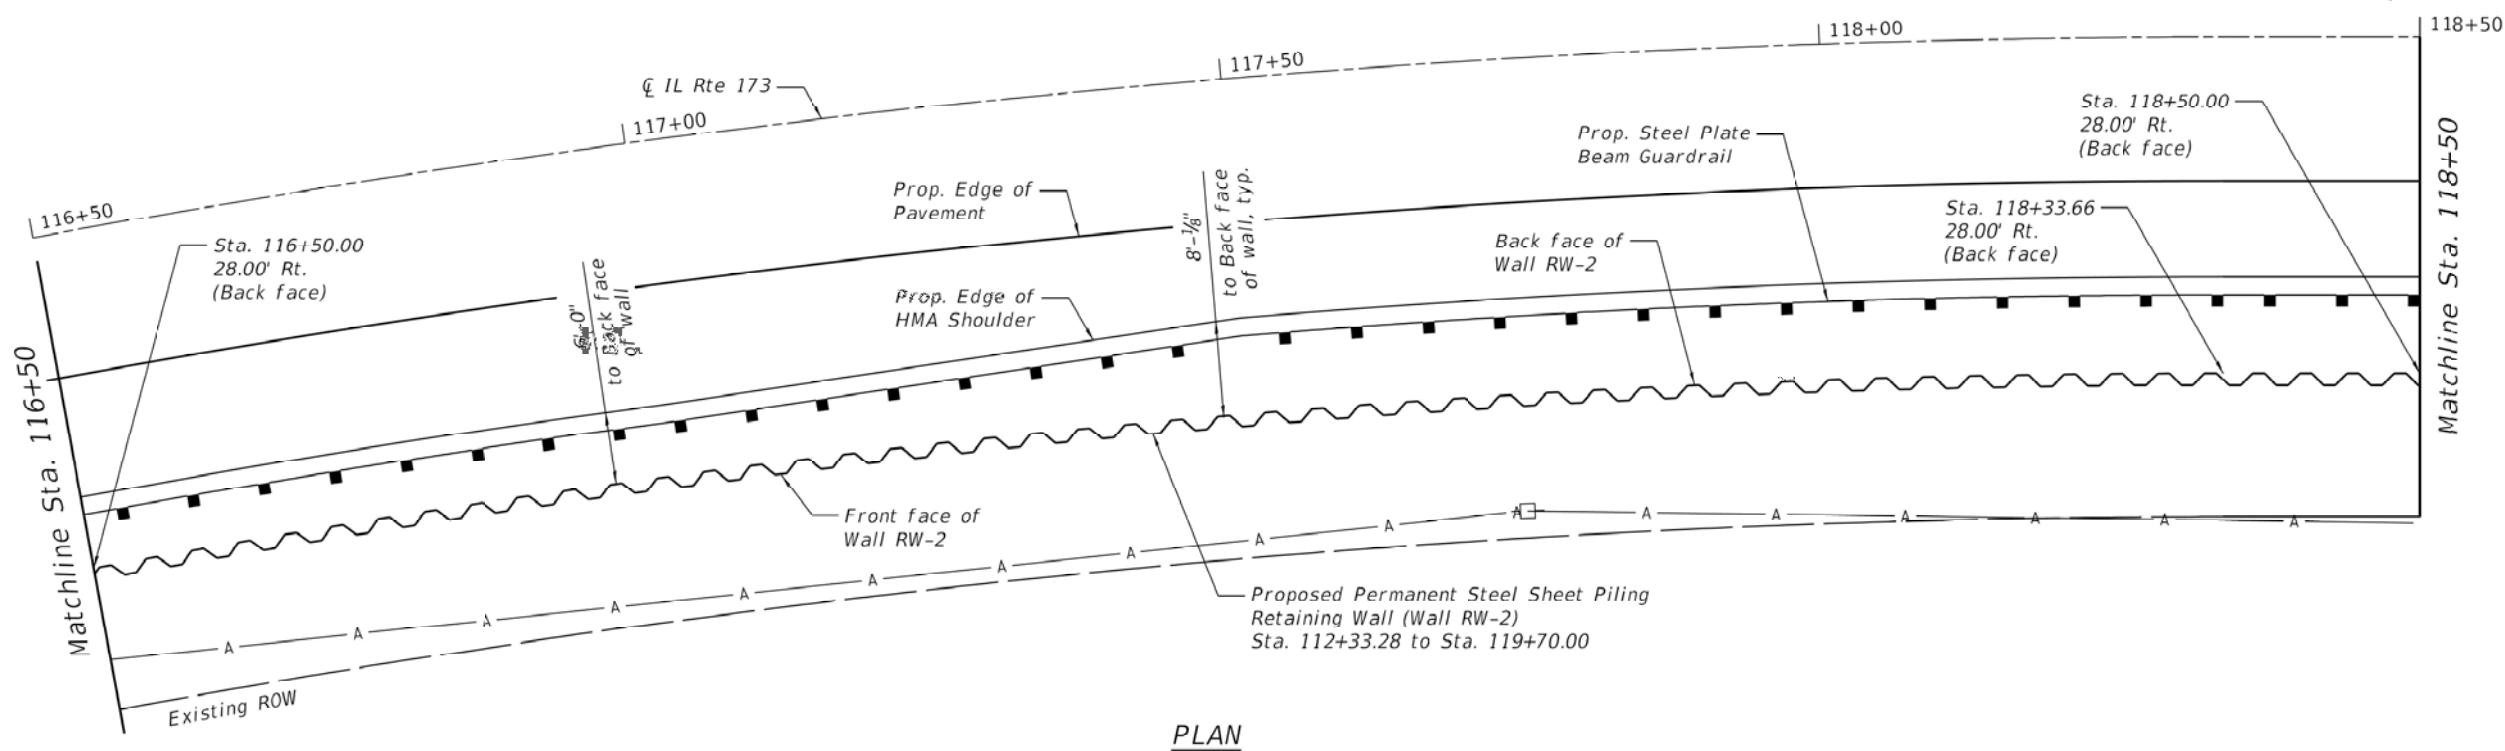 118+50
118+00
117+50
℄ IL Rte 173
117+00
116+50
Sta. 118+50.00
28.00' Rt.
(Back face)
Prop. Steel Plate
Beam Guardrail
Matchline Sta. 118+50
Prop. Edge of
Pavement
8'-⅛"
to Back face
of wall, typ.
Sta. 118+33.66
28.00' Rt.
(Back face)
Back face of
Wall RW-2
Sta. 116+50.00
28.00' Rt.
(Back face)
to Back face
of wall
Prop. Edge of
HMA Shoulder
Matchline Sta. 116+50
Front face of
Wall RW-2
A A A A A A A A A A A A A A A A A
Proposed Permanent Steel Sheet Piling
Retaining Wall (Wall RW-2)
Sta. 112+33.28 to Sta. 119+70.00
Existing ROW
PLAN